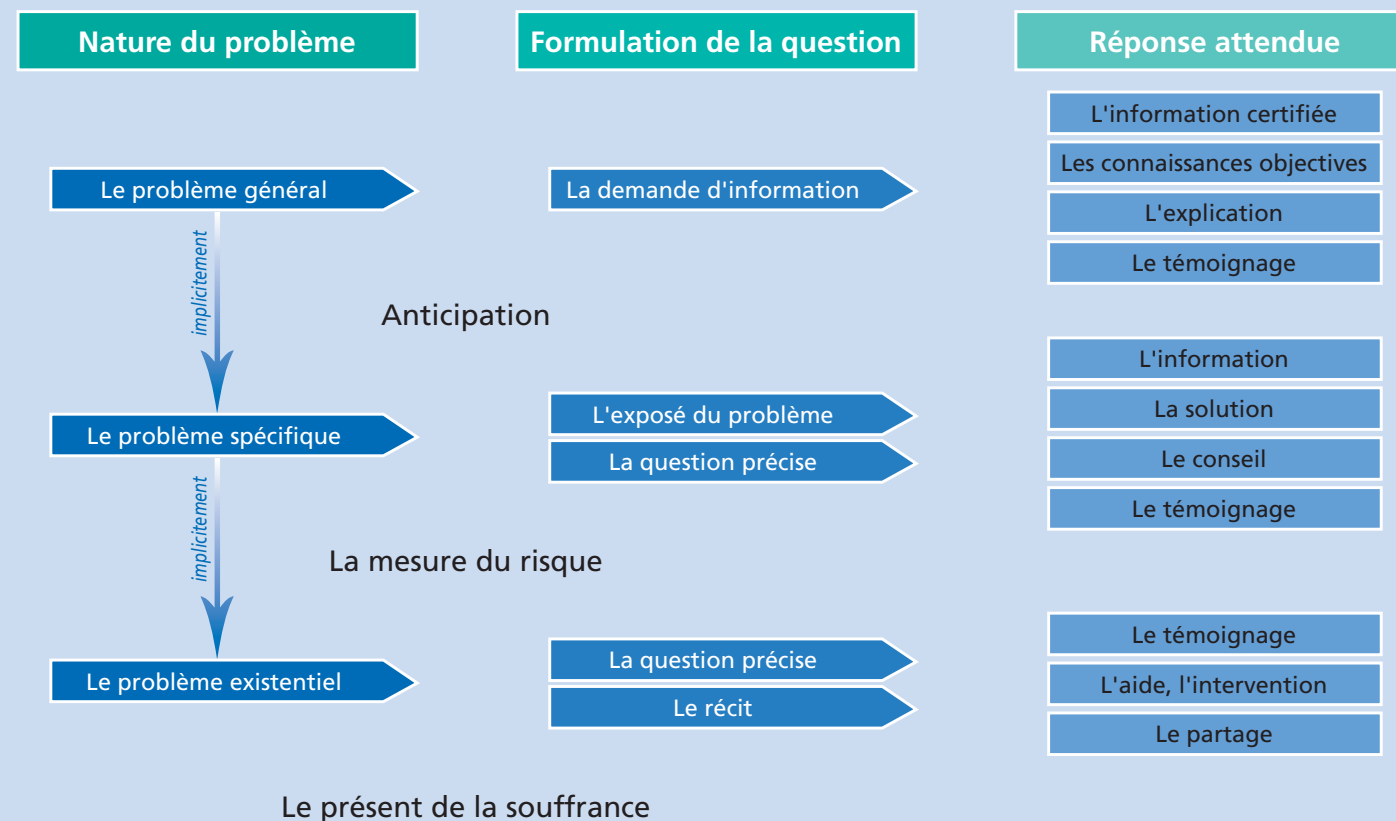 Nature du problème
Formulation de la question
Réponse attendue
L'information certifiée
Les connaissances objectives
L'explication
Le témoignage
Le problème général
La demande d'information
implicitement
Anticipation
L'information
La solution
Le conseil
Le témoignage
Le problème spécifique
L'exposé du problème
La question précise
implicitement
La mesure du risque
Le témoignage
L'aide, l'intervention
Le partage
Le problème existentiel
La question précise
Le récit
Le présent de la souffrance